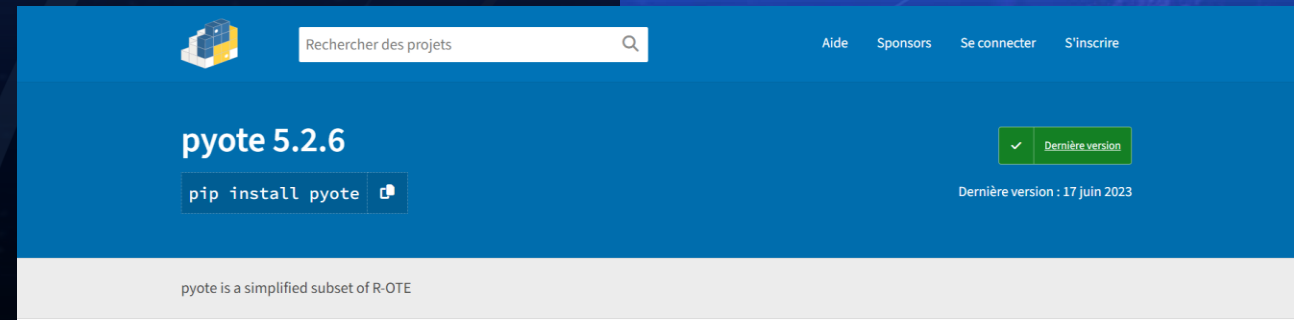 Rechercher des projets
Aide Sponsors Se connecter S'inscrire
pyote 5.2.6
Dernière version
pip install pyote
Dernière version : 17 juin 2023
pyote is a simplified subset of R-OTE